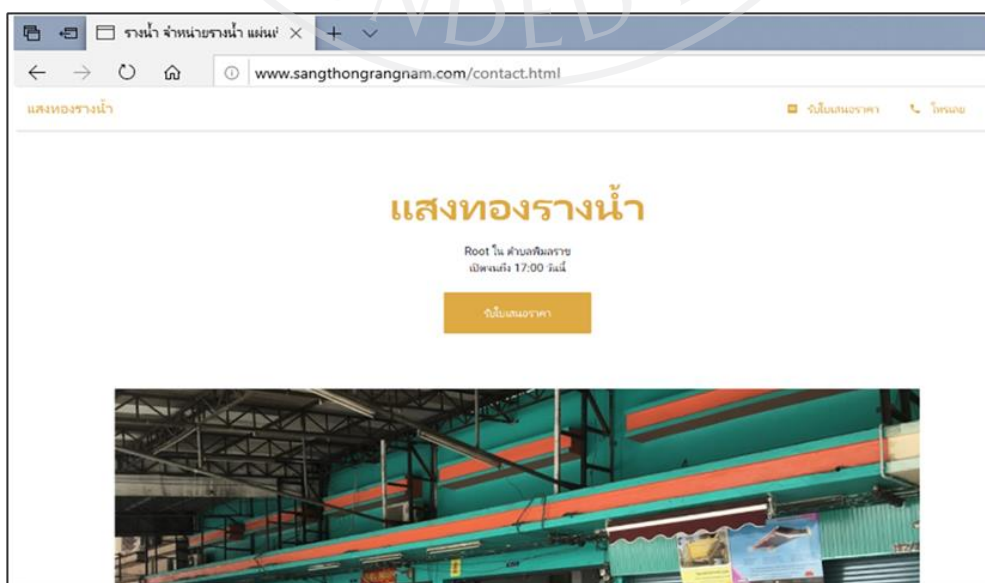 NDED
รางน้ำ จำหน่ายรางน้ำ แผ่น
www.sangthongrangnam.com/contact.html
แสงทองรางน้ำ
รับใบเสนอราคา
โทรเลย
แสงทองรางน้ำ
Root ใน ตำบลพิมลราช
เปิดจนถึง 17:00 วันนี้
รับใบเสนอราคา